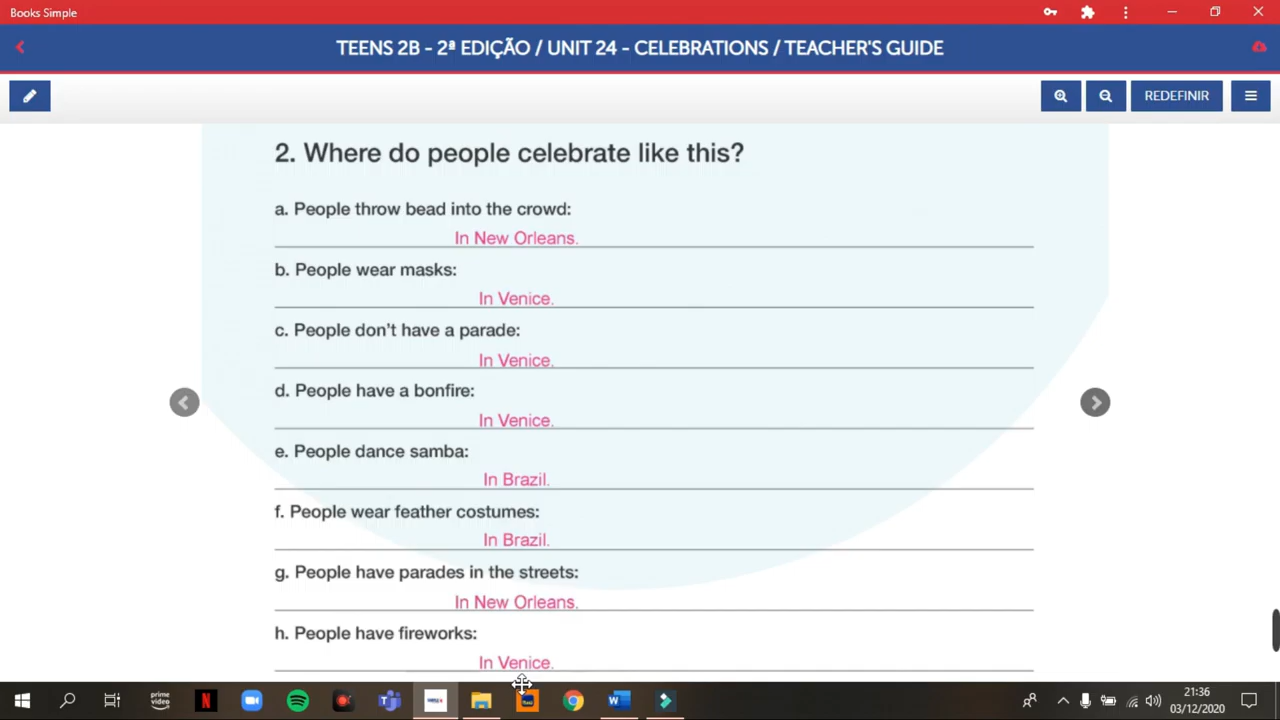 Books Simple
TEENS 2B - 2ª EDIÇÃO / UNIT 24 - CELEBRATIONS / TEACHER'S GUIDE
REDEFINIR
2. Where do people celebrate like this?
a. People throw bead into the crowd:
In New Orleans.
b. People wear masks:
In Venice.
c. People don't have a parade:
In Venice.
d. People have a bonfire:
In Venice.
e. People dance samba:
In Brazil.
f. People wear feather costumes:
In Brazil.
g. People have parades in the streets:
In New Orleans.
h. People have fireworks:
In Venice.
prime
video
N
W
21:36
03/12/2020